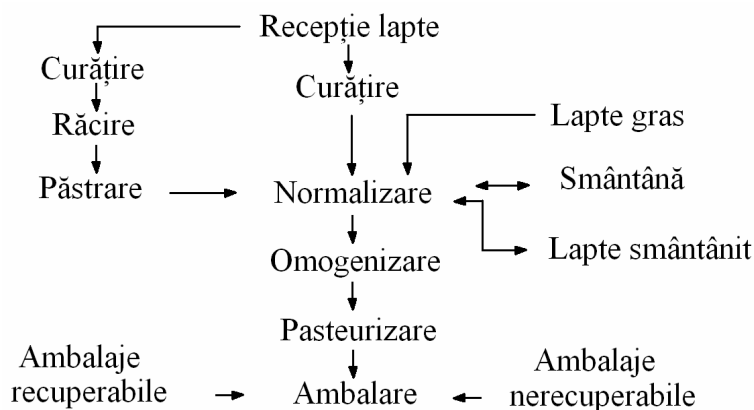 Recepție lapte
Curățire
Curățire
Răcire
Lapte gras
Păstrare
Normalizare
Smântână
Lapte smântânit
Omogenizare
Pasteurizare
Ambalaje
recuperabile
Ambalare
Ambalaje
nerecuperabile